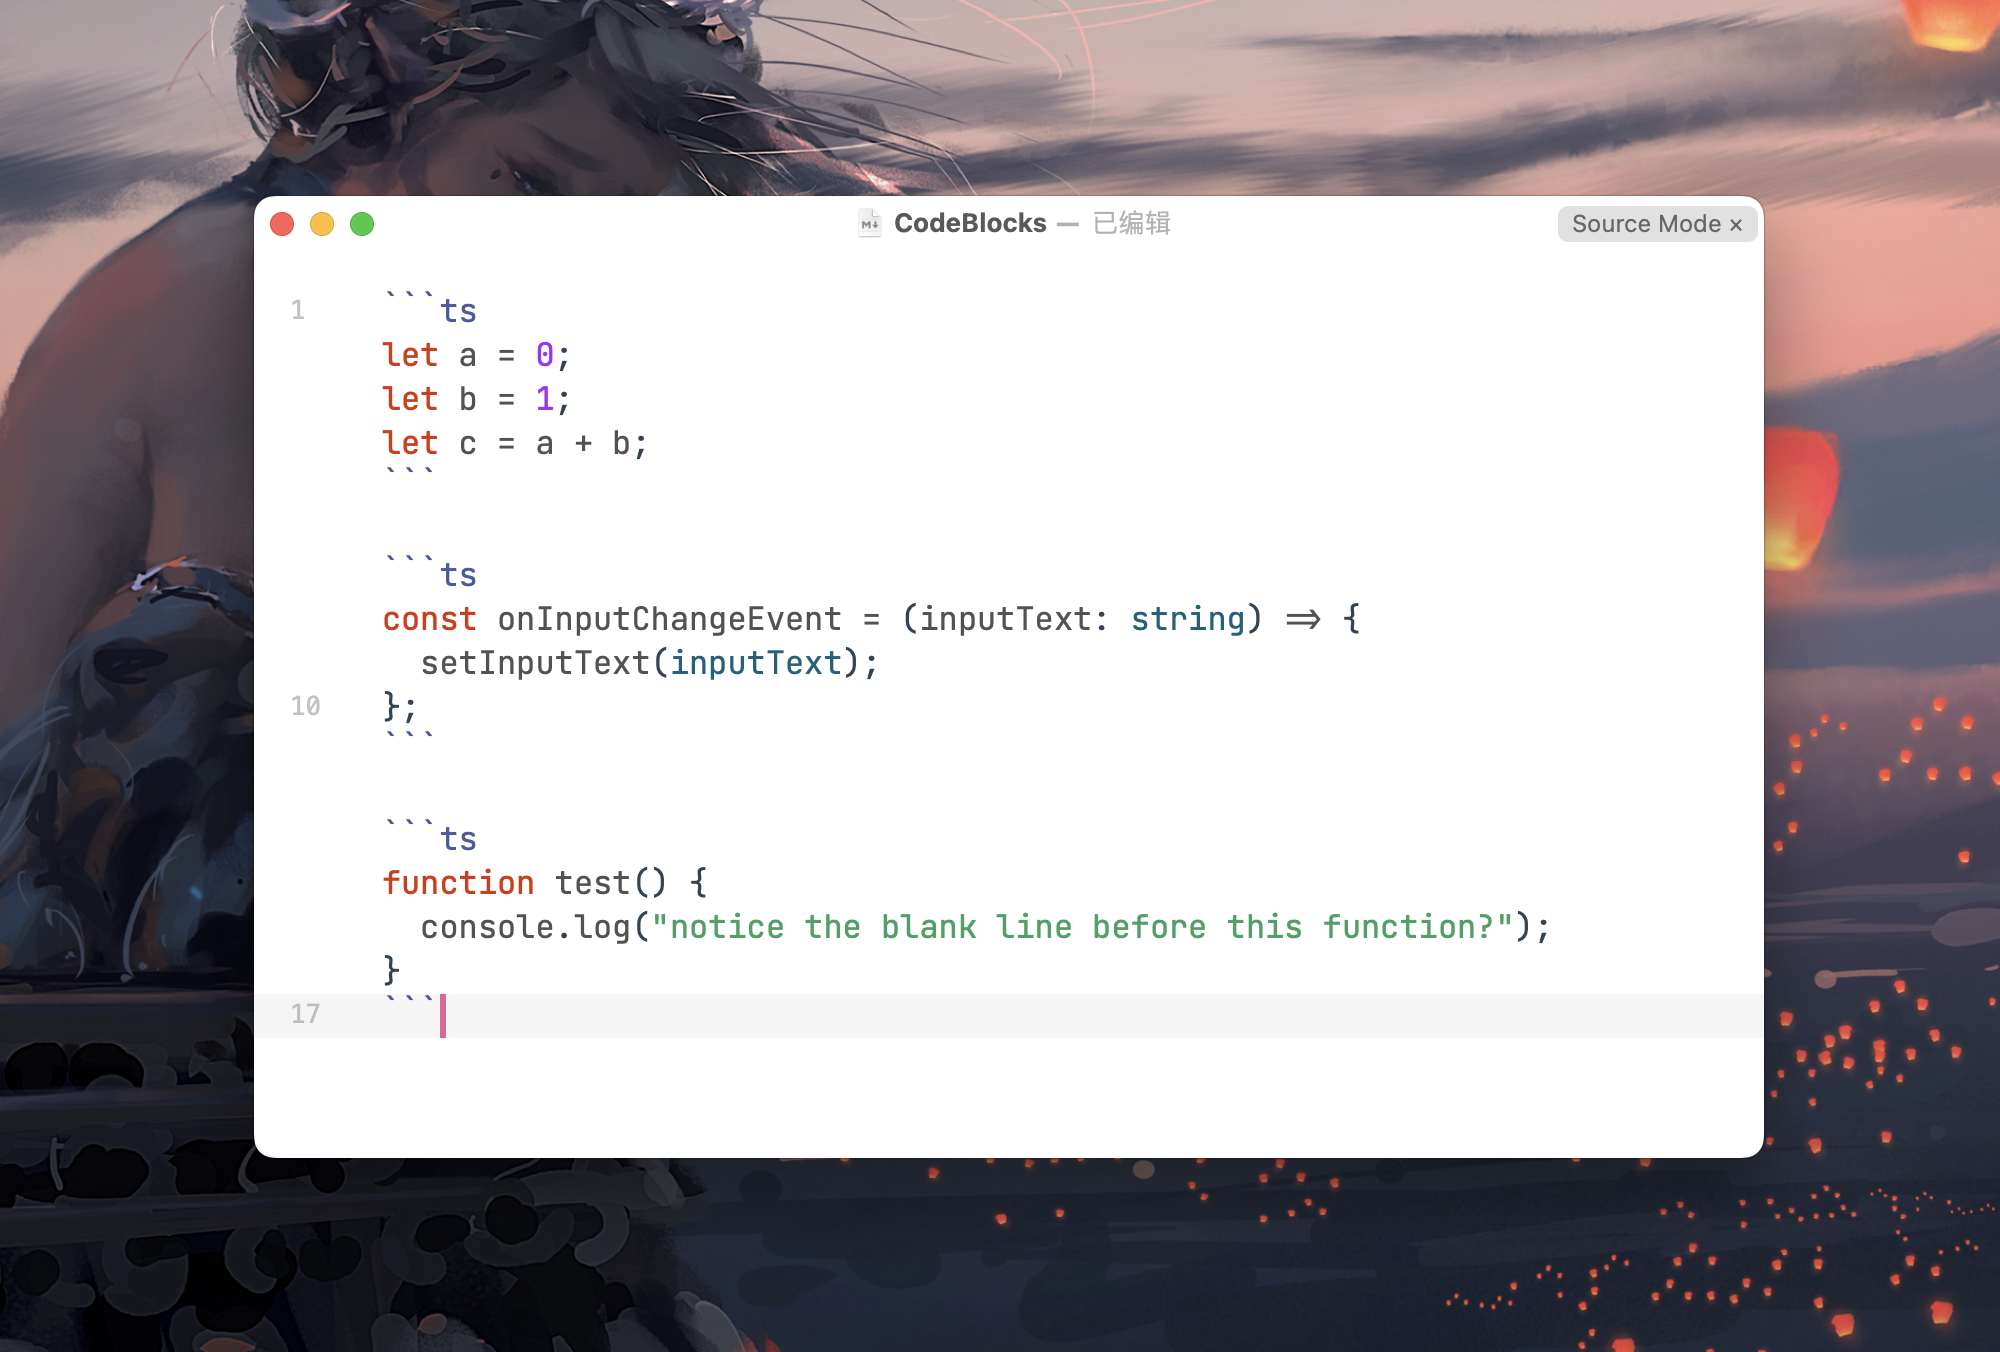 CodeBlocks — 已编辑
Source Mode ×
1 ```ts
let a = 0;
let b = 1;
let c = a + b;
```
```ts
const onInputChangeEvent = (inputText: string) => {
  setInputText(inputText);
10 };
```
```ts
function test() {
  console.log("notice the blank line before this function?");
}
17 ```